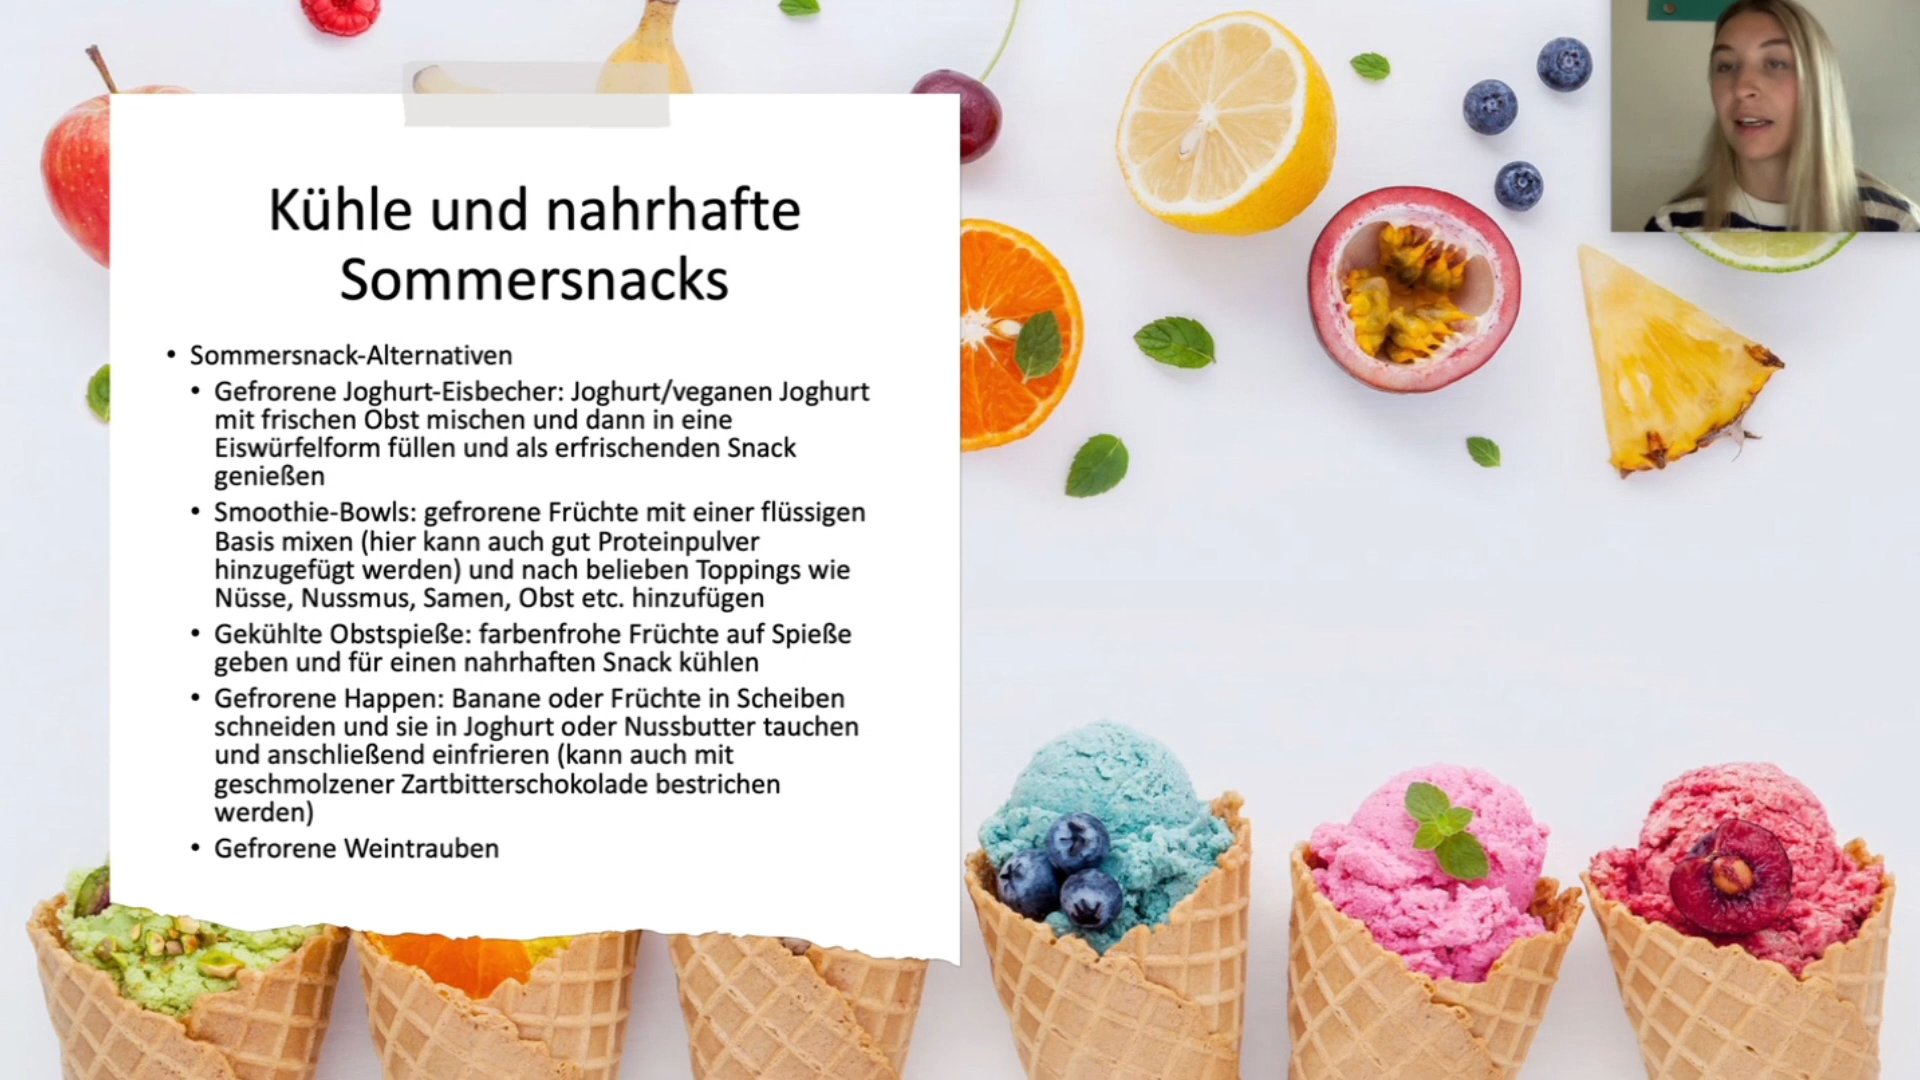 Kühle und nahrhafte
Sommersnacks
• Sommersnack-Alternativen
• Gefrorene Joghurt-Eisbecher: Joghurt/veganen Joghurt
mit frischen Obst mischen und dann in eine
Eiswürfelform füllen und als erfrischenden Snack
genießen
• Smoothie-Bowls: gefrorene Früchte mit einer flüssigen
Basis mixen (hier kann auch gut Proteinpulver
hinzugefügt werden) und nach belieben Toppings wie
Nüsse, Nussmus, Samen, Obst etc. hinzufügen
• Gekühlte Obstspieße: farbenfrohe Früchte auf Spieße
geben und für einen nahrhaften Snack kühlen
• Gefrorene Happen: Banane oder Früchte in Scheiben
schneiden und sie in Joghurt oder Nussbutter tauchen
und anschließend einfrieren (kann auch mit
geschmolzener Zartbitterschokolade bestrichen
werden)
• Gefrorene Weintrauben